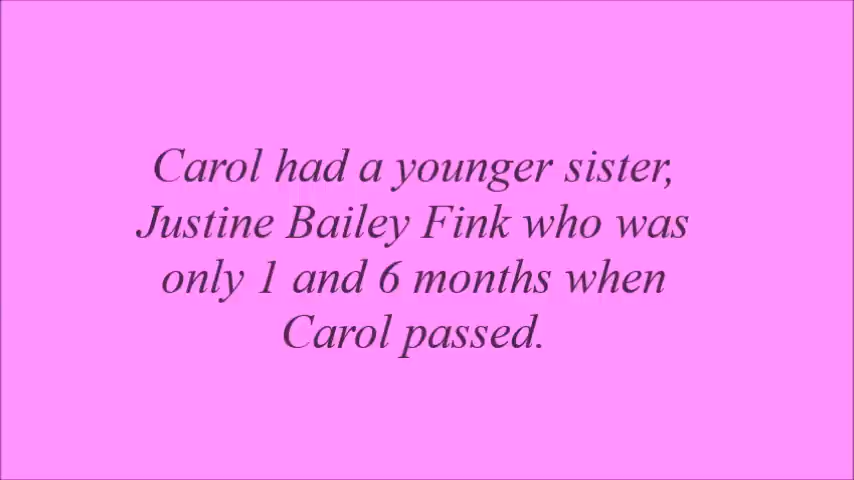 Carol had a younger sister,
Justine Bailey Fink who was
only 1 and 6 months when
Carol passed.